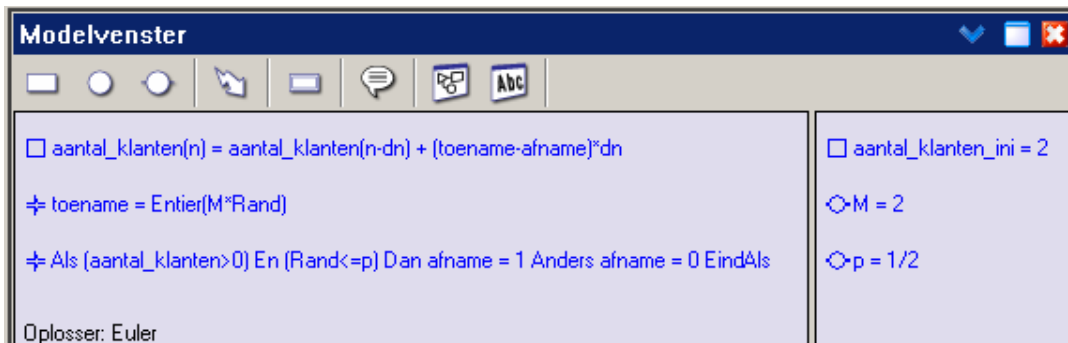 Modelvenster
Abc
aantal_klanten(n) = aantal_klanten(n-dn) + (toename-afname)*dn
aantal_klanten_ini = 2
toename = Entier(M*Rand)
M = 2
Als (aantal_klanten>0) En (Rand<=p) Dan afname = 1 Anders afname = 0 EindAls
p = 1/2
Oplosser: Euler